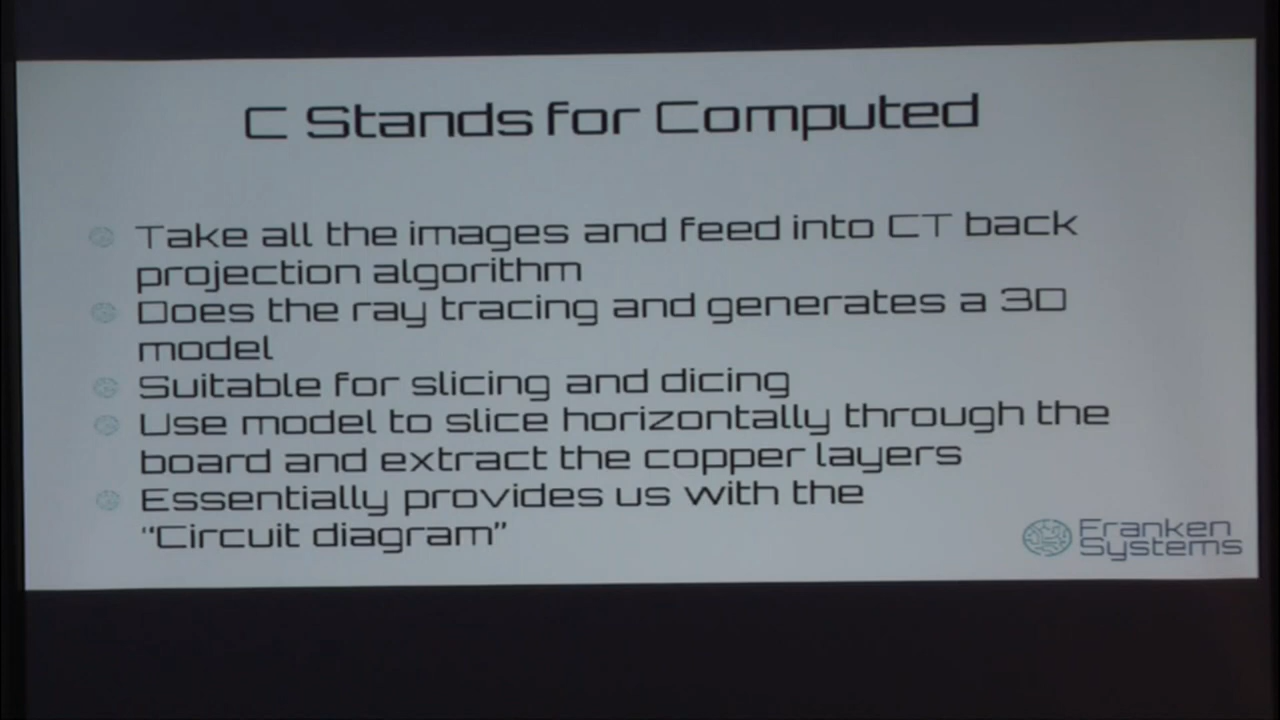 C Stands for Computed
Take all the images and feed into CT back
projection algorithm
Does the ray tracing and generates a 3D
model
Suitable for slicing and dicing
Use model to slice horizontally through the
board and extract the copper layers
Essentially provides us with the
“Circuit diagram”
Franken
Systems